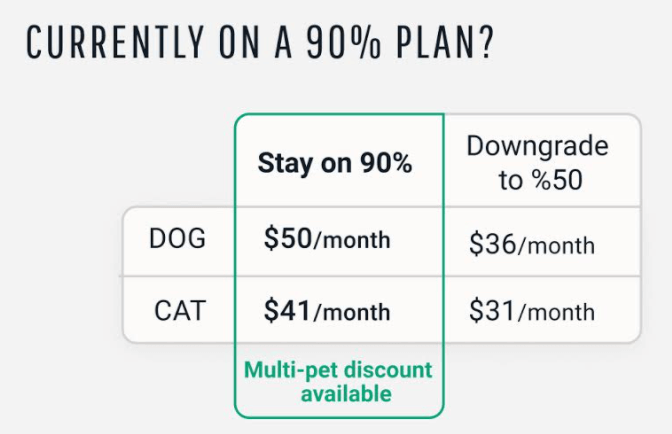 CURRENTLY ON A 90% PLAN?
Stay on 90%
Downgrade
to %50
DOG
$50/month
$36/month
CAT
$41/month
$31/month
Multi-pet discount
available